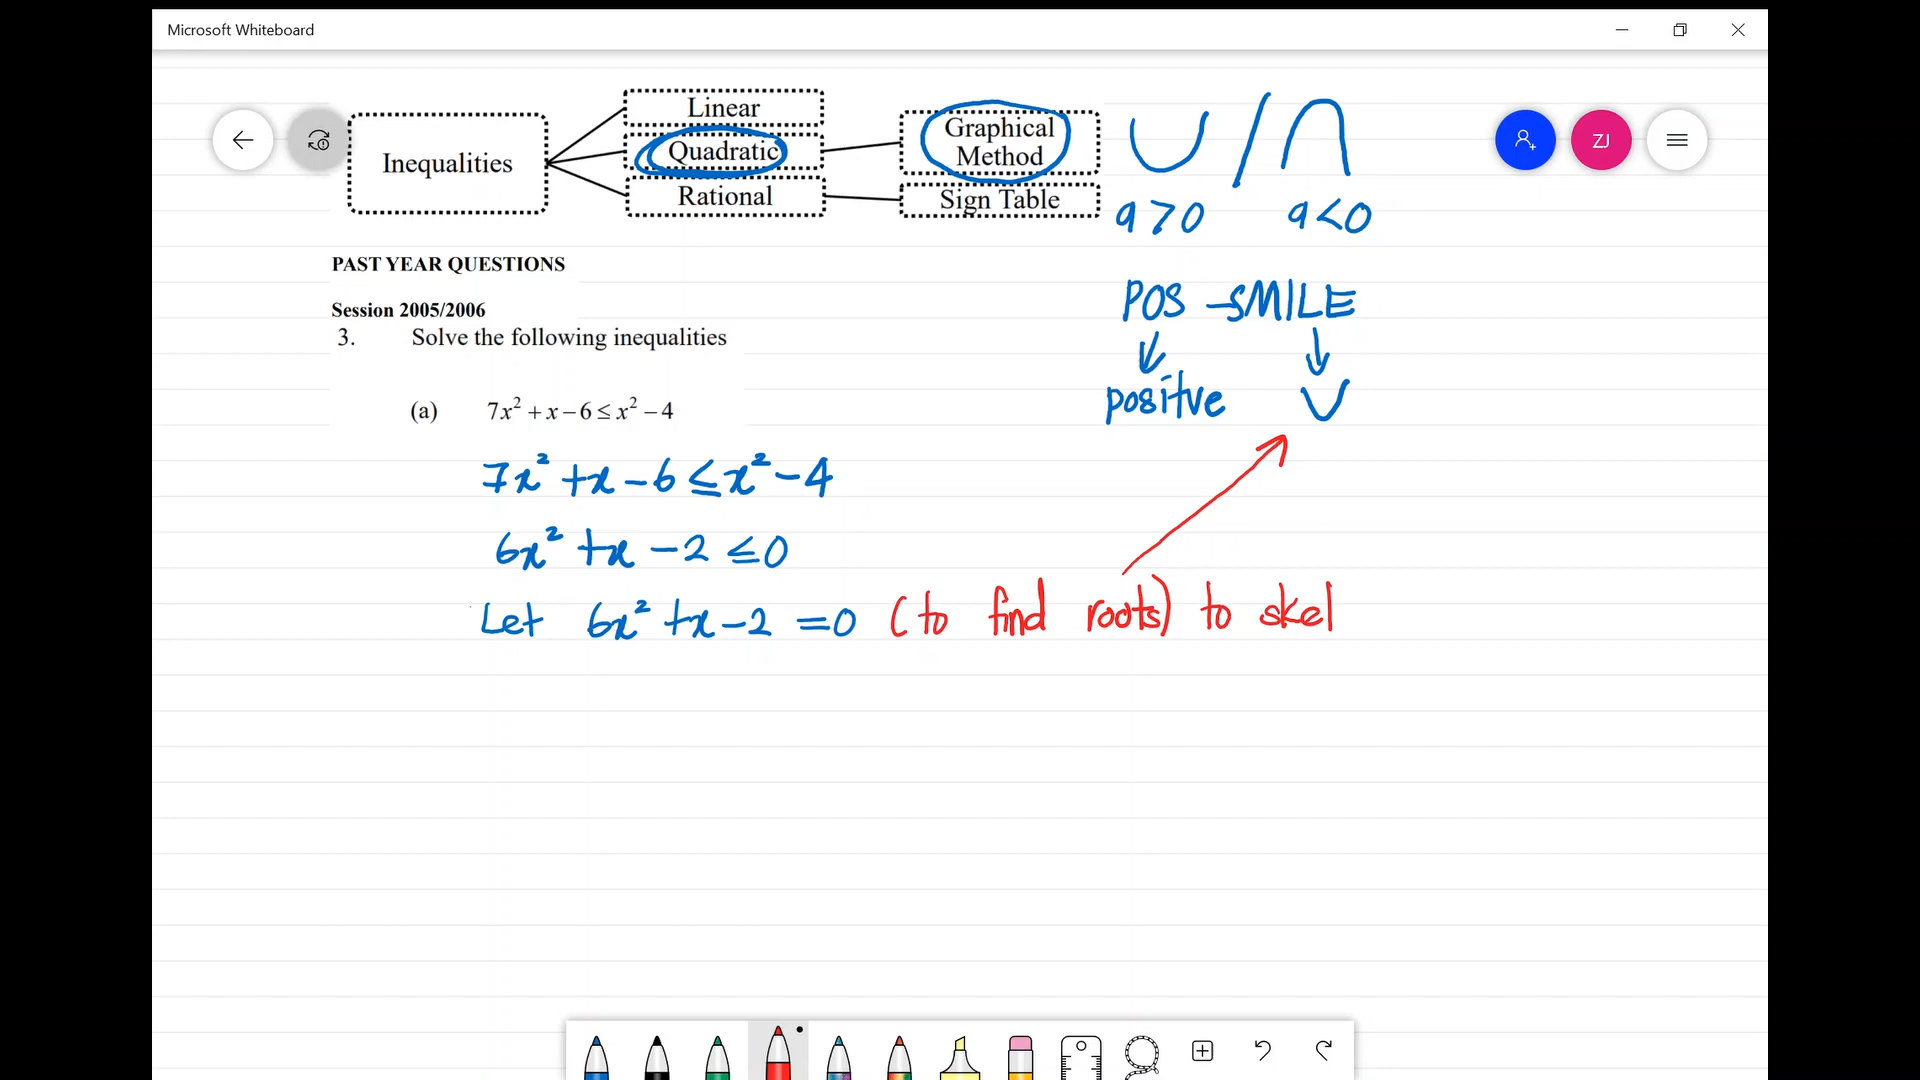 Microsoft Whiteboard
Inequalities
Linear
Quadratic
Rational
Graphical
Method
Sign Table
a > 0
a < 0
POS - SMILE
positve
ZJ
PAST YEAR QUESTIONS
Session 2005/2006
3. Solve the following inequalities
(a) 7x² + x − 6 ≤ x² − 4
7x² + x − 6 ≤ x² − 4
6x² + x − 2 ≤ 0
Let 6x² + x − 2 = 0 (to find roots) to skel